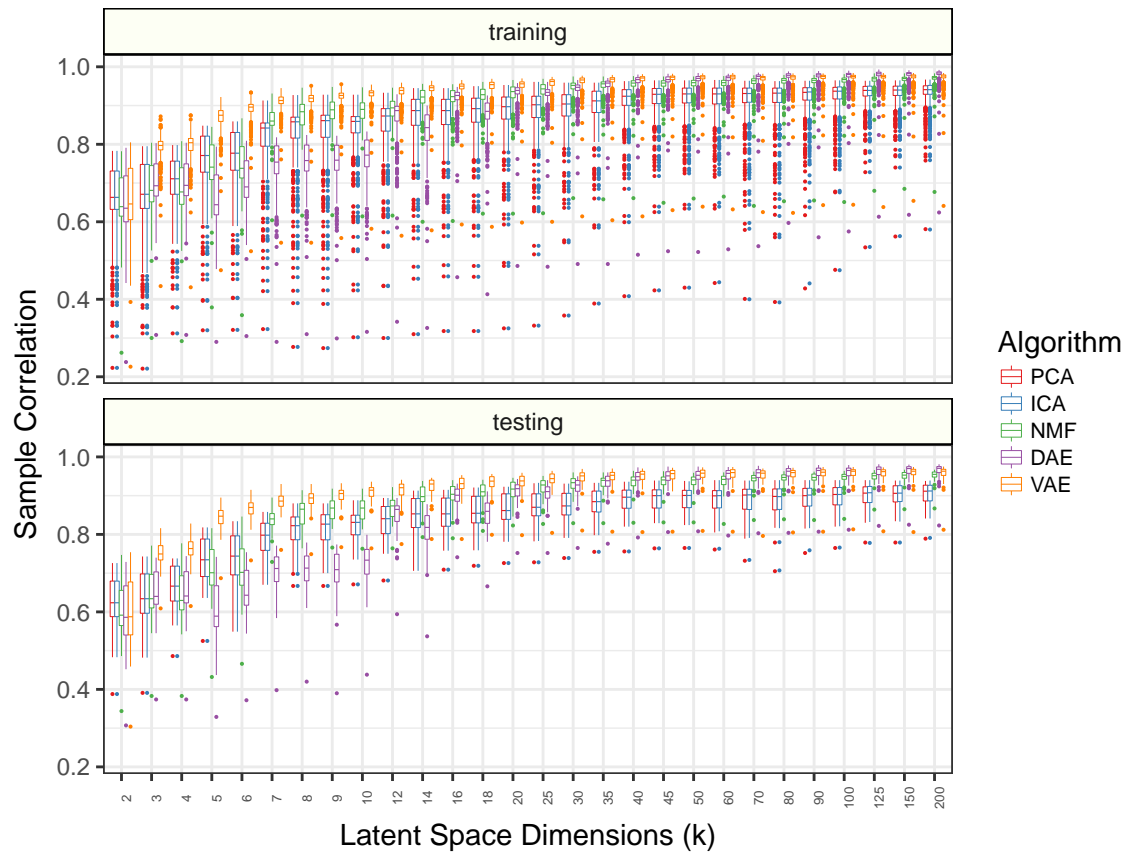 training
1.0
0.8
0.6
0.4
0.2
testing
1.0
0.8
0.6
0.4
0.2
Sample Correlation
2 3 4 5 6 7 8 9 10 12 14 16 18 20 25 30 35 40 45 50 60 70 80 90 100 125 150 200
Latent Space Dimensions (k)
Algorithm
PCA
ICA
NMF
DAE
VAE